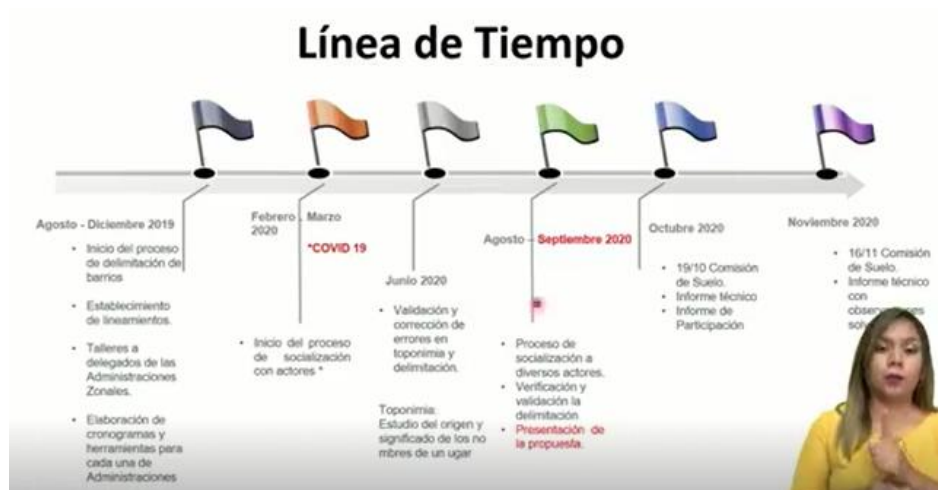 Línea de Tiempo
Agosto - Diciembre 2019
• Inicio del proceso
de delimitación de
barrios
• Establecimiento
de lineamientos.
• Talleres a
delegados de las
Administraciones
Zonales.
• Elaboración de
cronogramas y
herramientas para
cada una de
Administraciones
Febrero - Marzo
2020
*COVID 19
• Inicio del proceso
de socialización
con actores *
Junio 2020
• Validación y
corrección de
errores en
toponimia y
delimitación.
Toponimia:
Estudio del origen y
significado de los no
mbres de un ugar
Agosto – Septiembre 2020
• Proceso de
socialización a
diversos actores.
• Verificación y
validación la
delimitación
• Presentación de
la propuesta.
Octubre 2020
• 19/10 Comisión
de Suelo.
• Informe técnico
• Informe de
Participación
Noviembre 2020
• 16/11 Comisión
de Suelo.
• Informe técnico
con